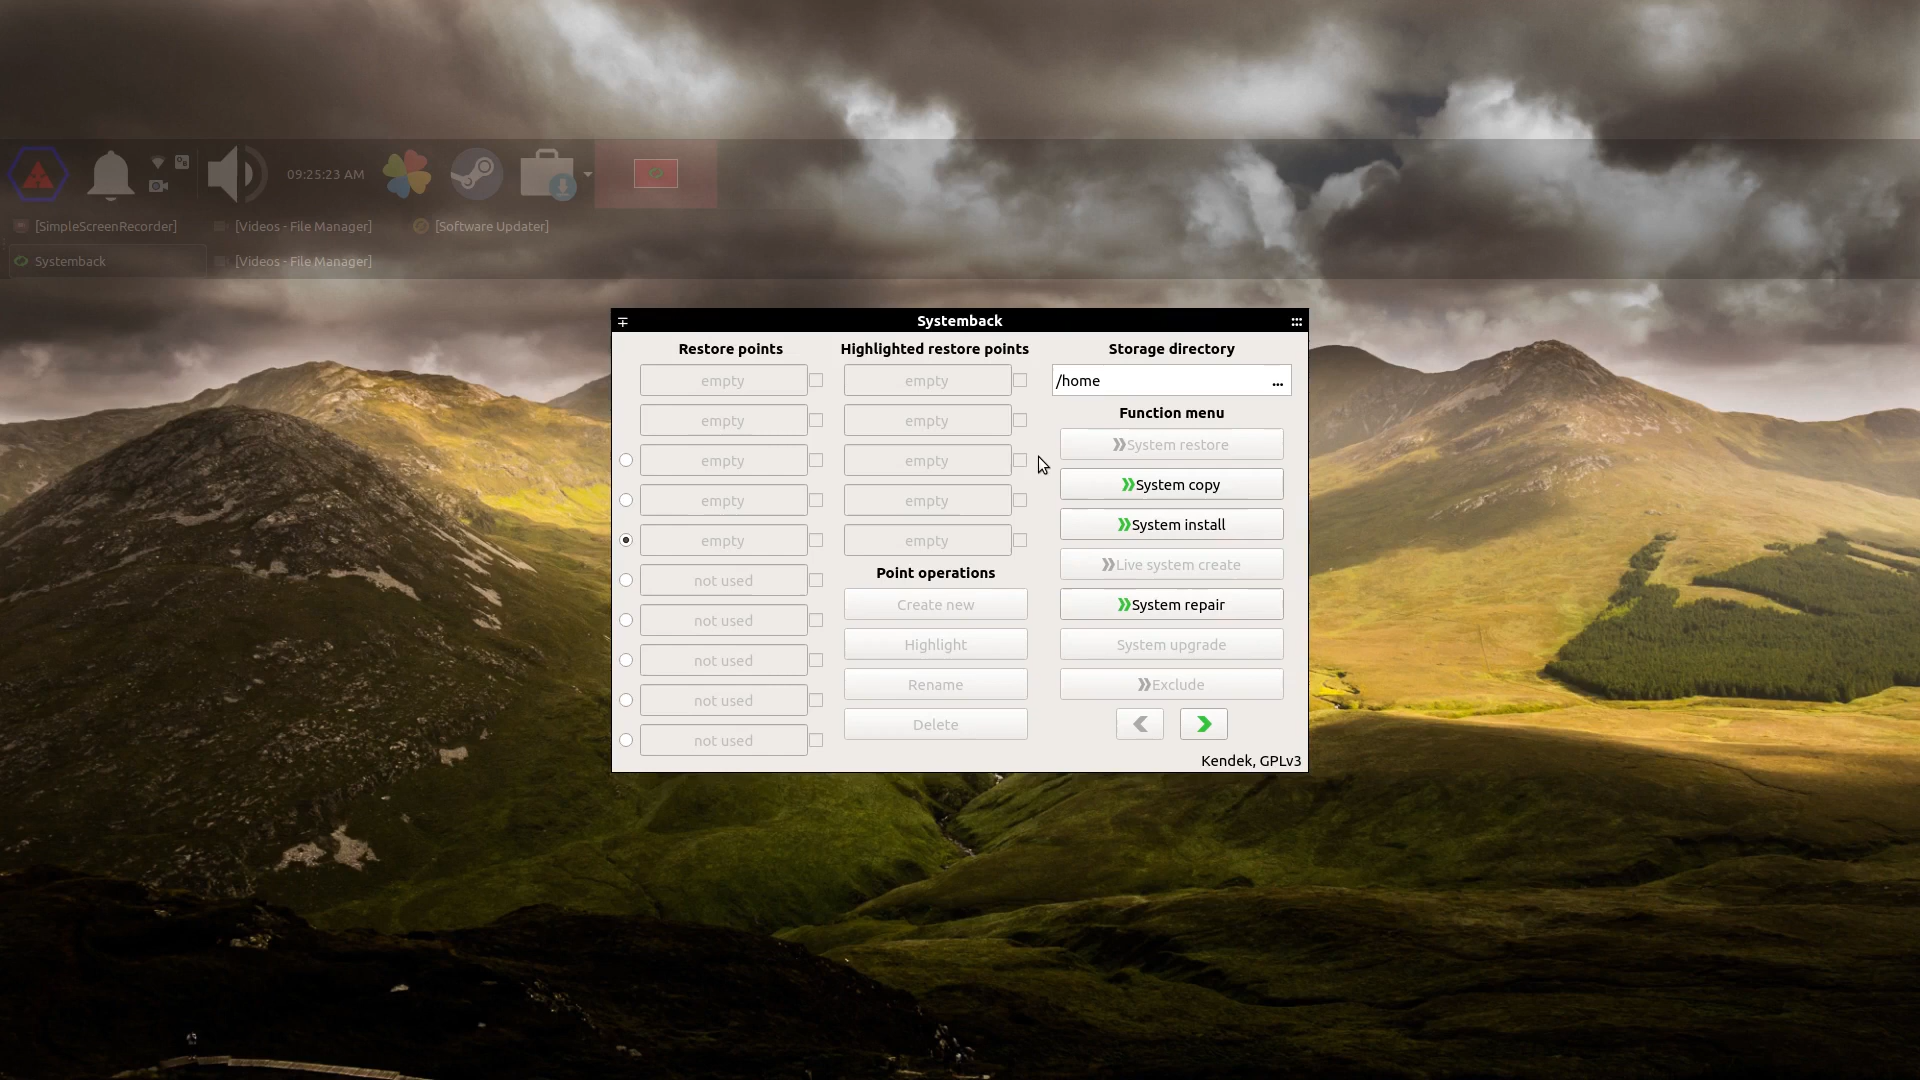 09:25:23 AM
[SimpleScreenRecorder] [Videos - File Manager] [Software Updater]
Systemback [Videos - File Manager]
Systemback
Restore points Highlighted restore points Storage directory
empty empty /home ...
empty empty Function menu
empty empty System restore
empty empty System copy
empty empty System install
not used Point operations Live system create
not used Create new System repair
not used Highlight System upgrade
not used Rename Exclude
not used Delete
Kendek, GPLv3